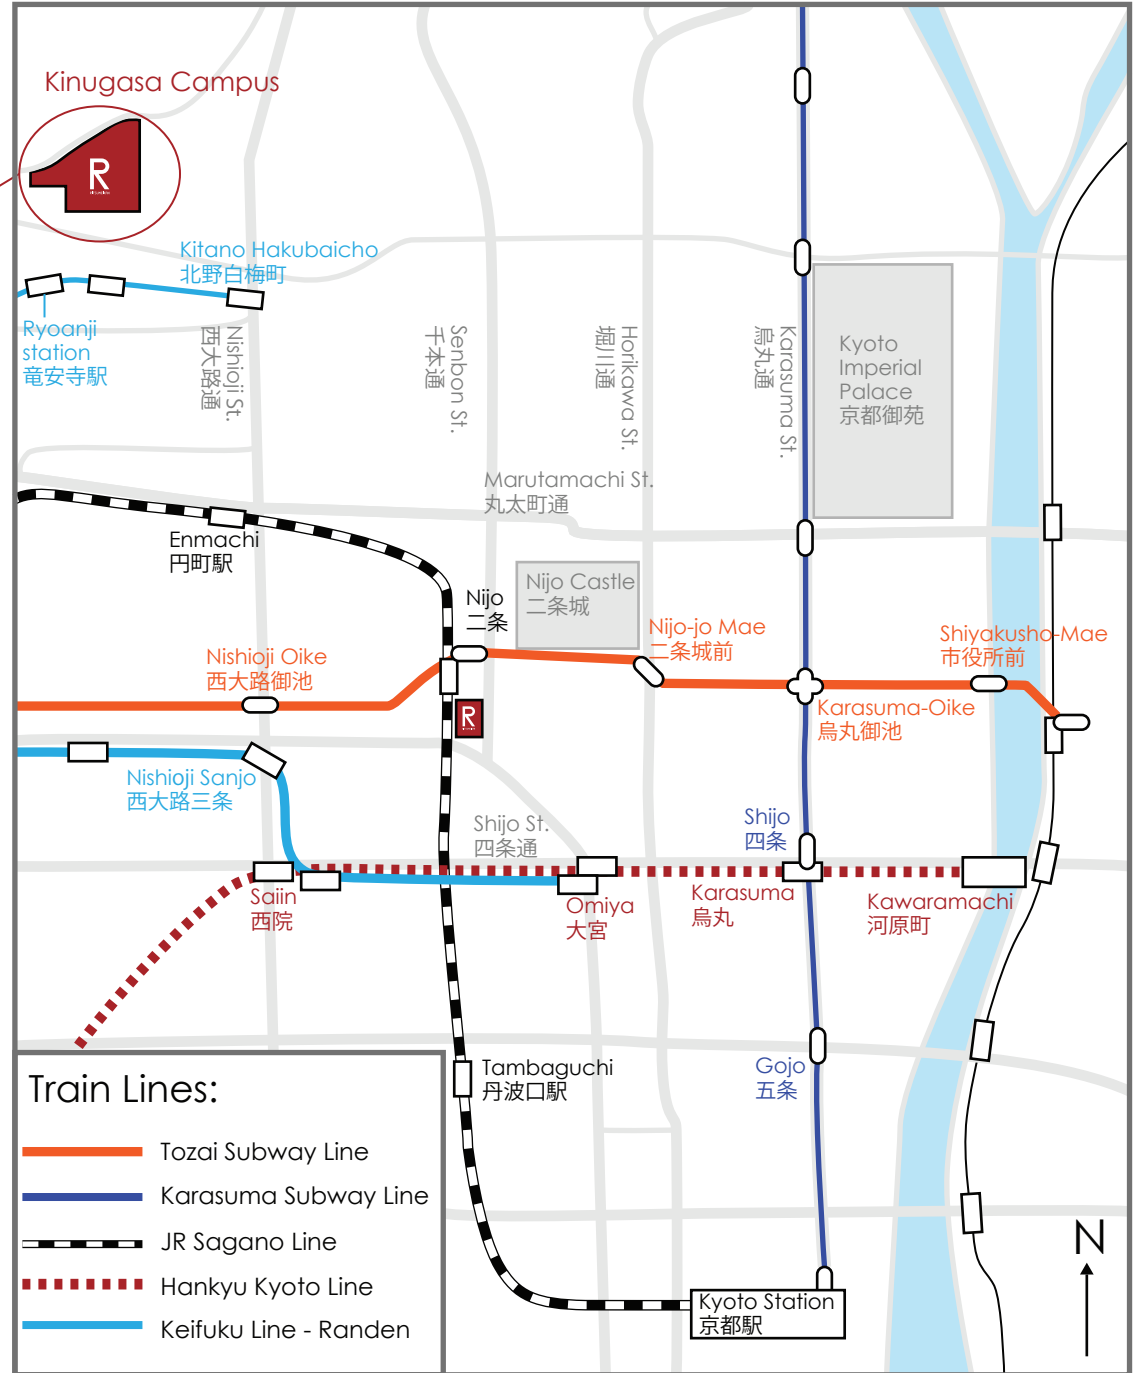 Kinugasa Campus
R
Kitano Hakubaicho
北野白梅町
Ryoanji
station
竜安寺駅
Nishioji St.
西大路通
Senbon St.
千本通
Horikawa St.
堀川通
Karasuma St.
烏丸通
Kyoto
Imperial
Palace
京都御苑
Marutamachi St.
丸太町通
Enmachi
円町駅
Nijo
二条
Nijo Castle
二条城
Nijo-jo Mae
二条城前
Shiyakusho-Mae
市役所前
Nishioji Oike
西大路御池
R
Karasuma-Oike
烏丸御池
Nishioji Sanjo
西大路三条
Shijo St.
四条通
Shijo
四条
Saiin
西院
Omiya
大宮
Karasuma
烏丸
Kawaramachi
河原町
Tambaguchi
丹波口駅
Gojo
五条
Train Lines:
Tozai Subway Line
Karasuma Subway Line
JR Sagano Line
Hankyu Kyoto Line
Keifuku Line - Randen
Kyoto Station
京都駅
N